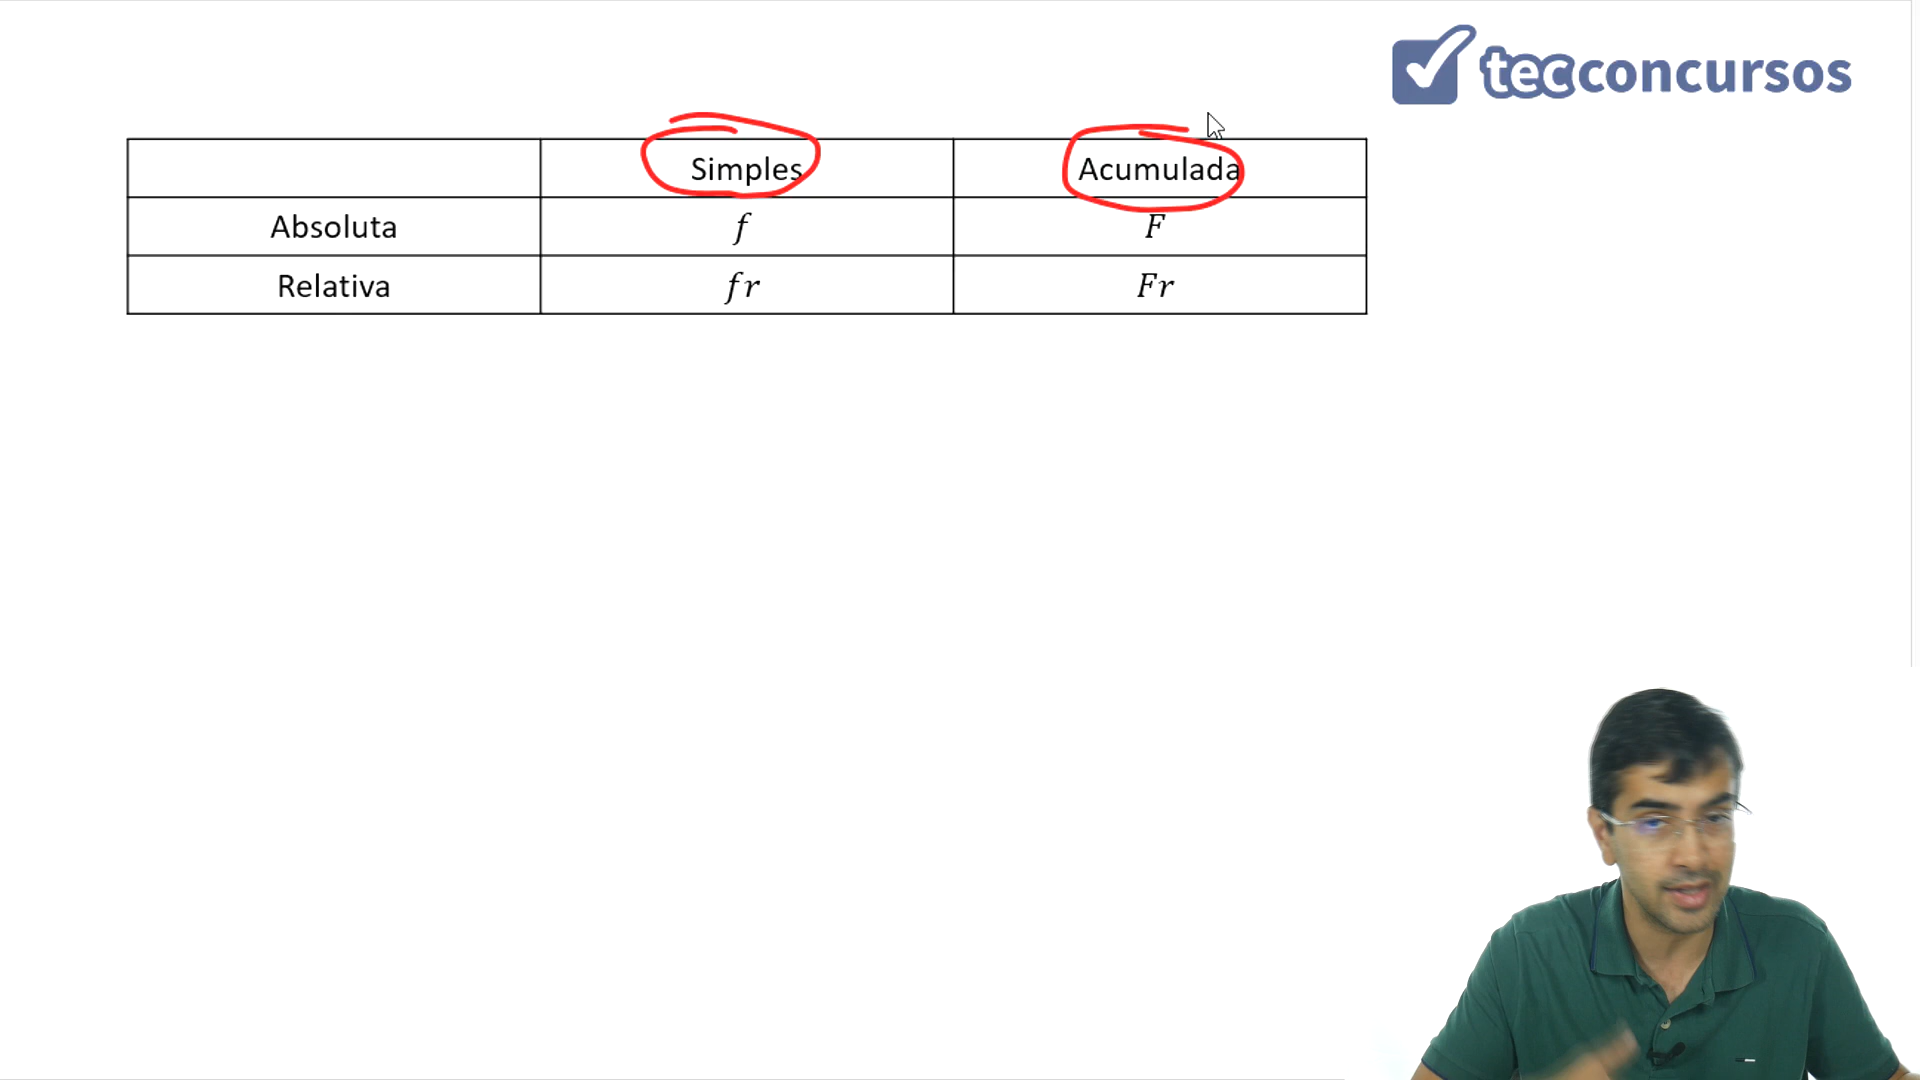 tecconcursos
Simples Acumulada
Absoluta f F
Relativa fr Fr